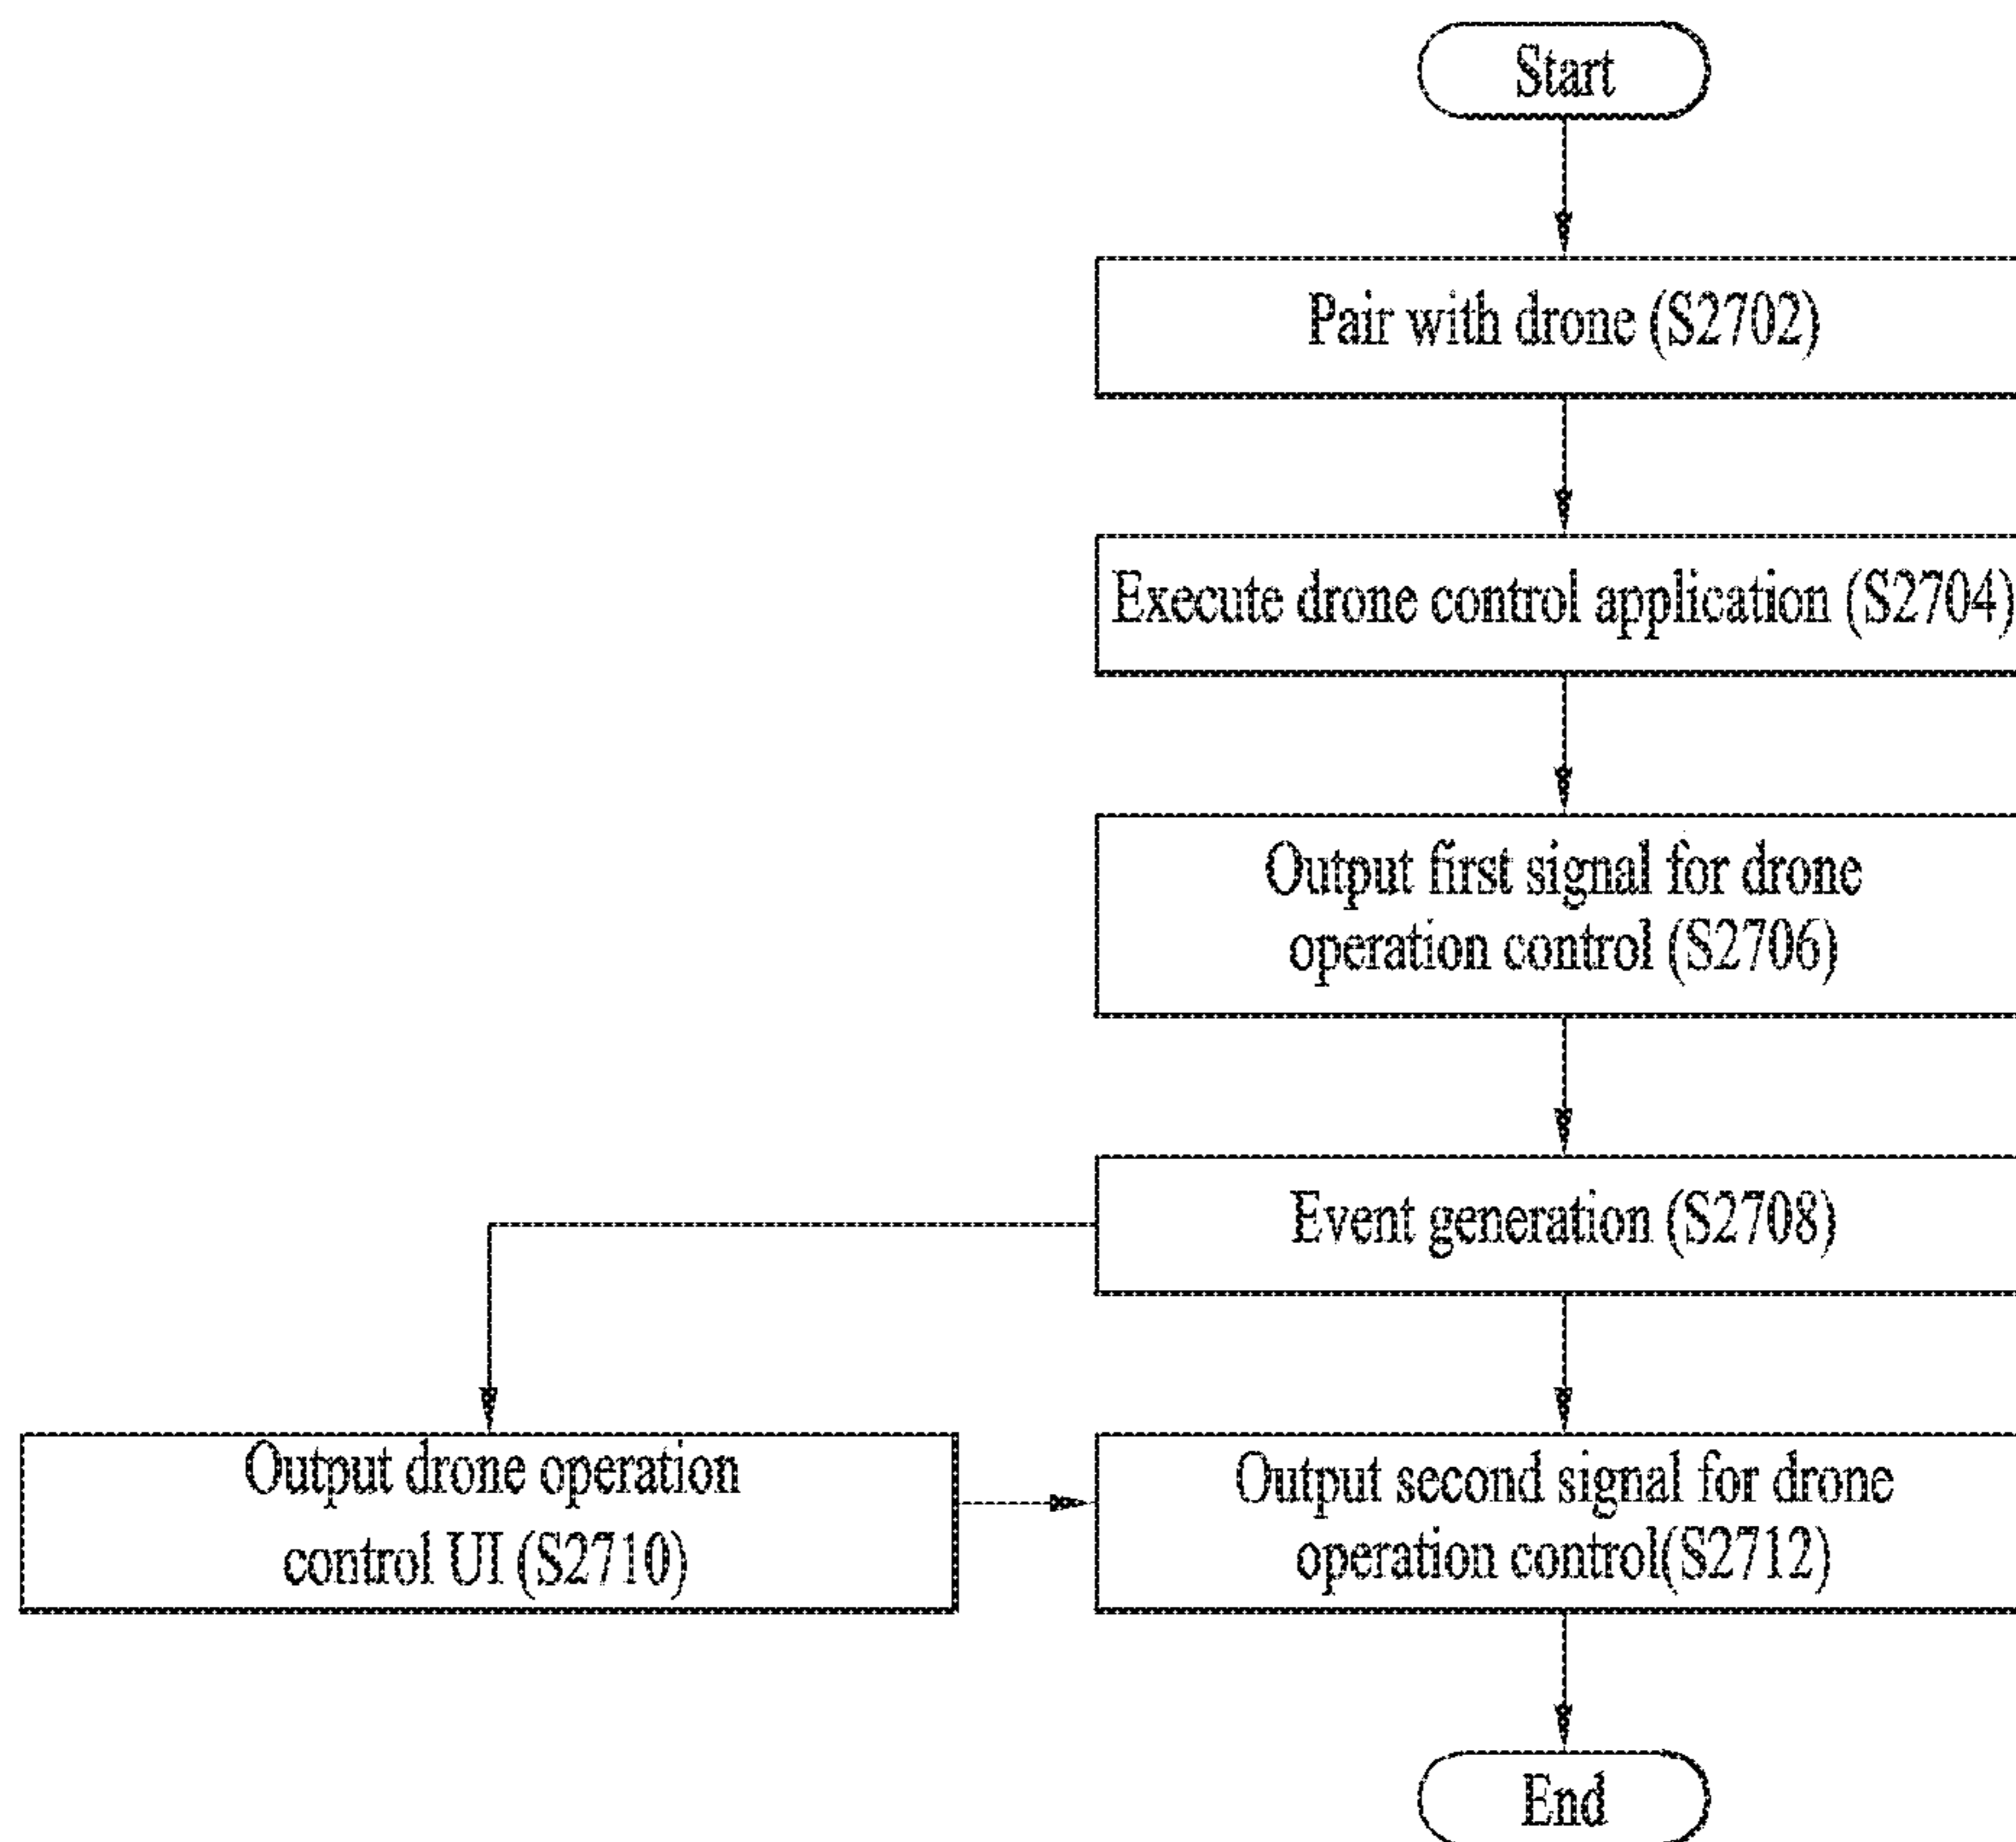 Start
Pair with drone (S2702)
Execute drone control application (S2704)
Output first signal for drone
operation control (S2706)
Event generation (S2708)
Output drone operation
control UI (S2710)
Output second signal for drone
operation control(S2712)
End